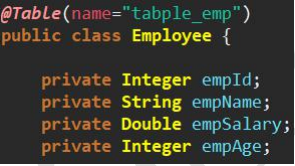 @Table(name="tabple_emp")
public class Employee {
private Integer empId;
private String empName;
private Double empSalary;
private Integer empAge;